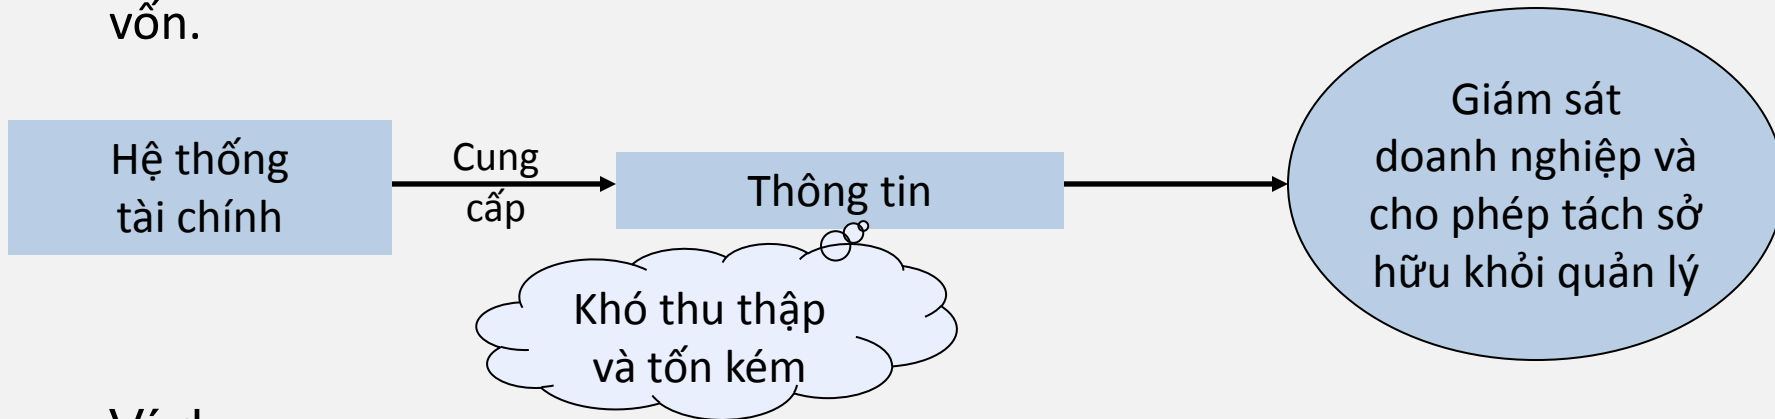 vốn.
Hệ thống
tài chính
Cung
cấp
Thông tin
Khó thu thập
và tốn kém
Giám sát
doanh nghiệp và
cho phép tách sở
hữu khỏi quản lý